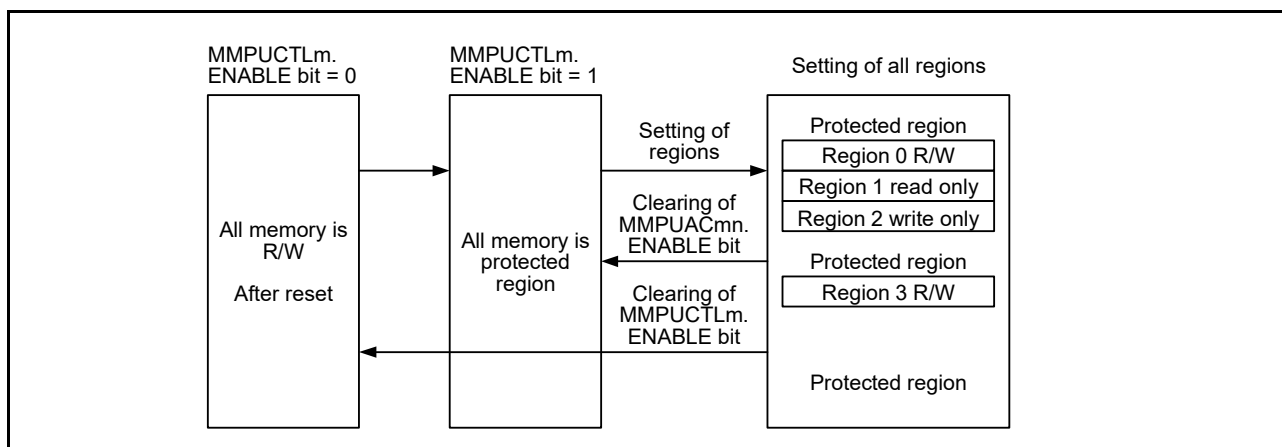 MMPUCTLm.
ENABLE bit = 0
MMPUCTLm.
ENABLE bit = 1
Setting of all regions
All memory is
R/W
After reset
All memory is
protected
region
Setting of
regions
Clearing of
MMPUACmn.
ENABLE bit
Clearing of
MMPUCTLm.
ENABLE bit
Protected region
Region 0 R/W
Region 1 read only
Region 2 write only
Protected region
Region 3 R/W
Protected region